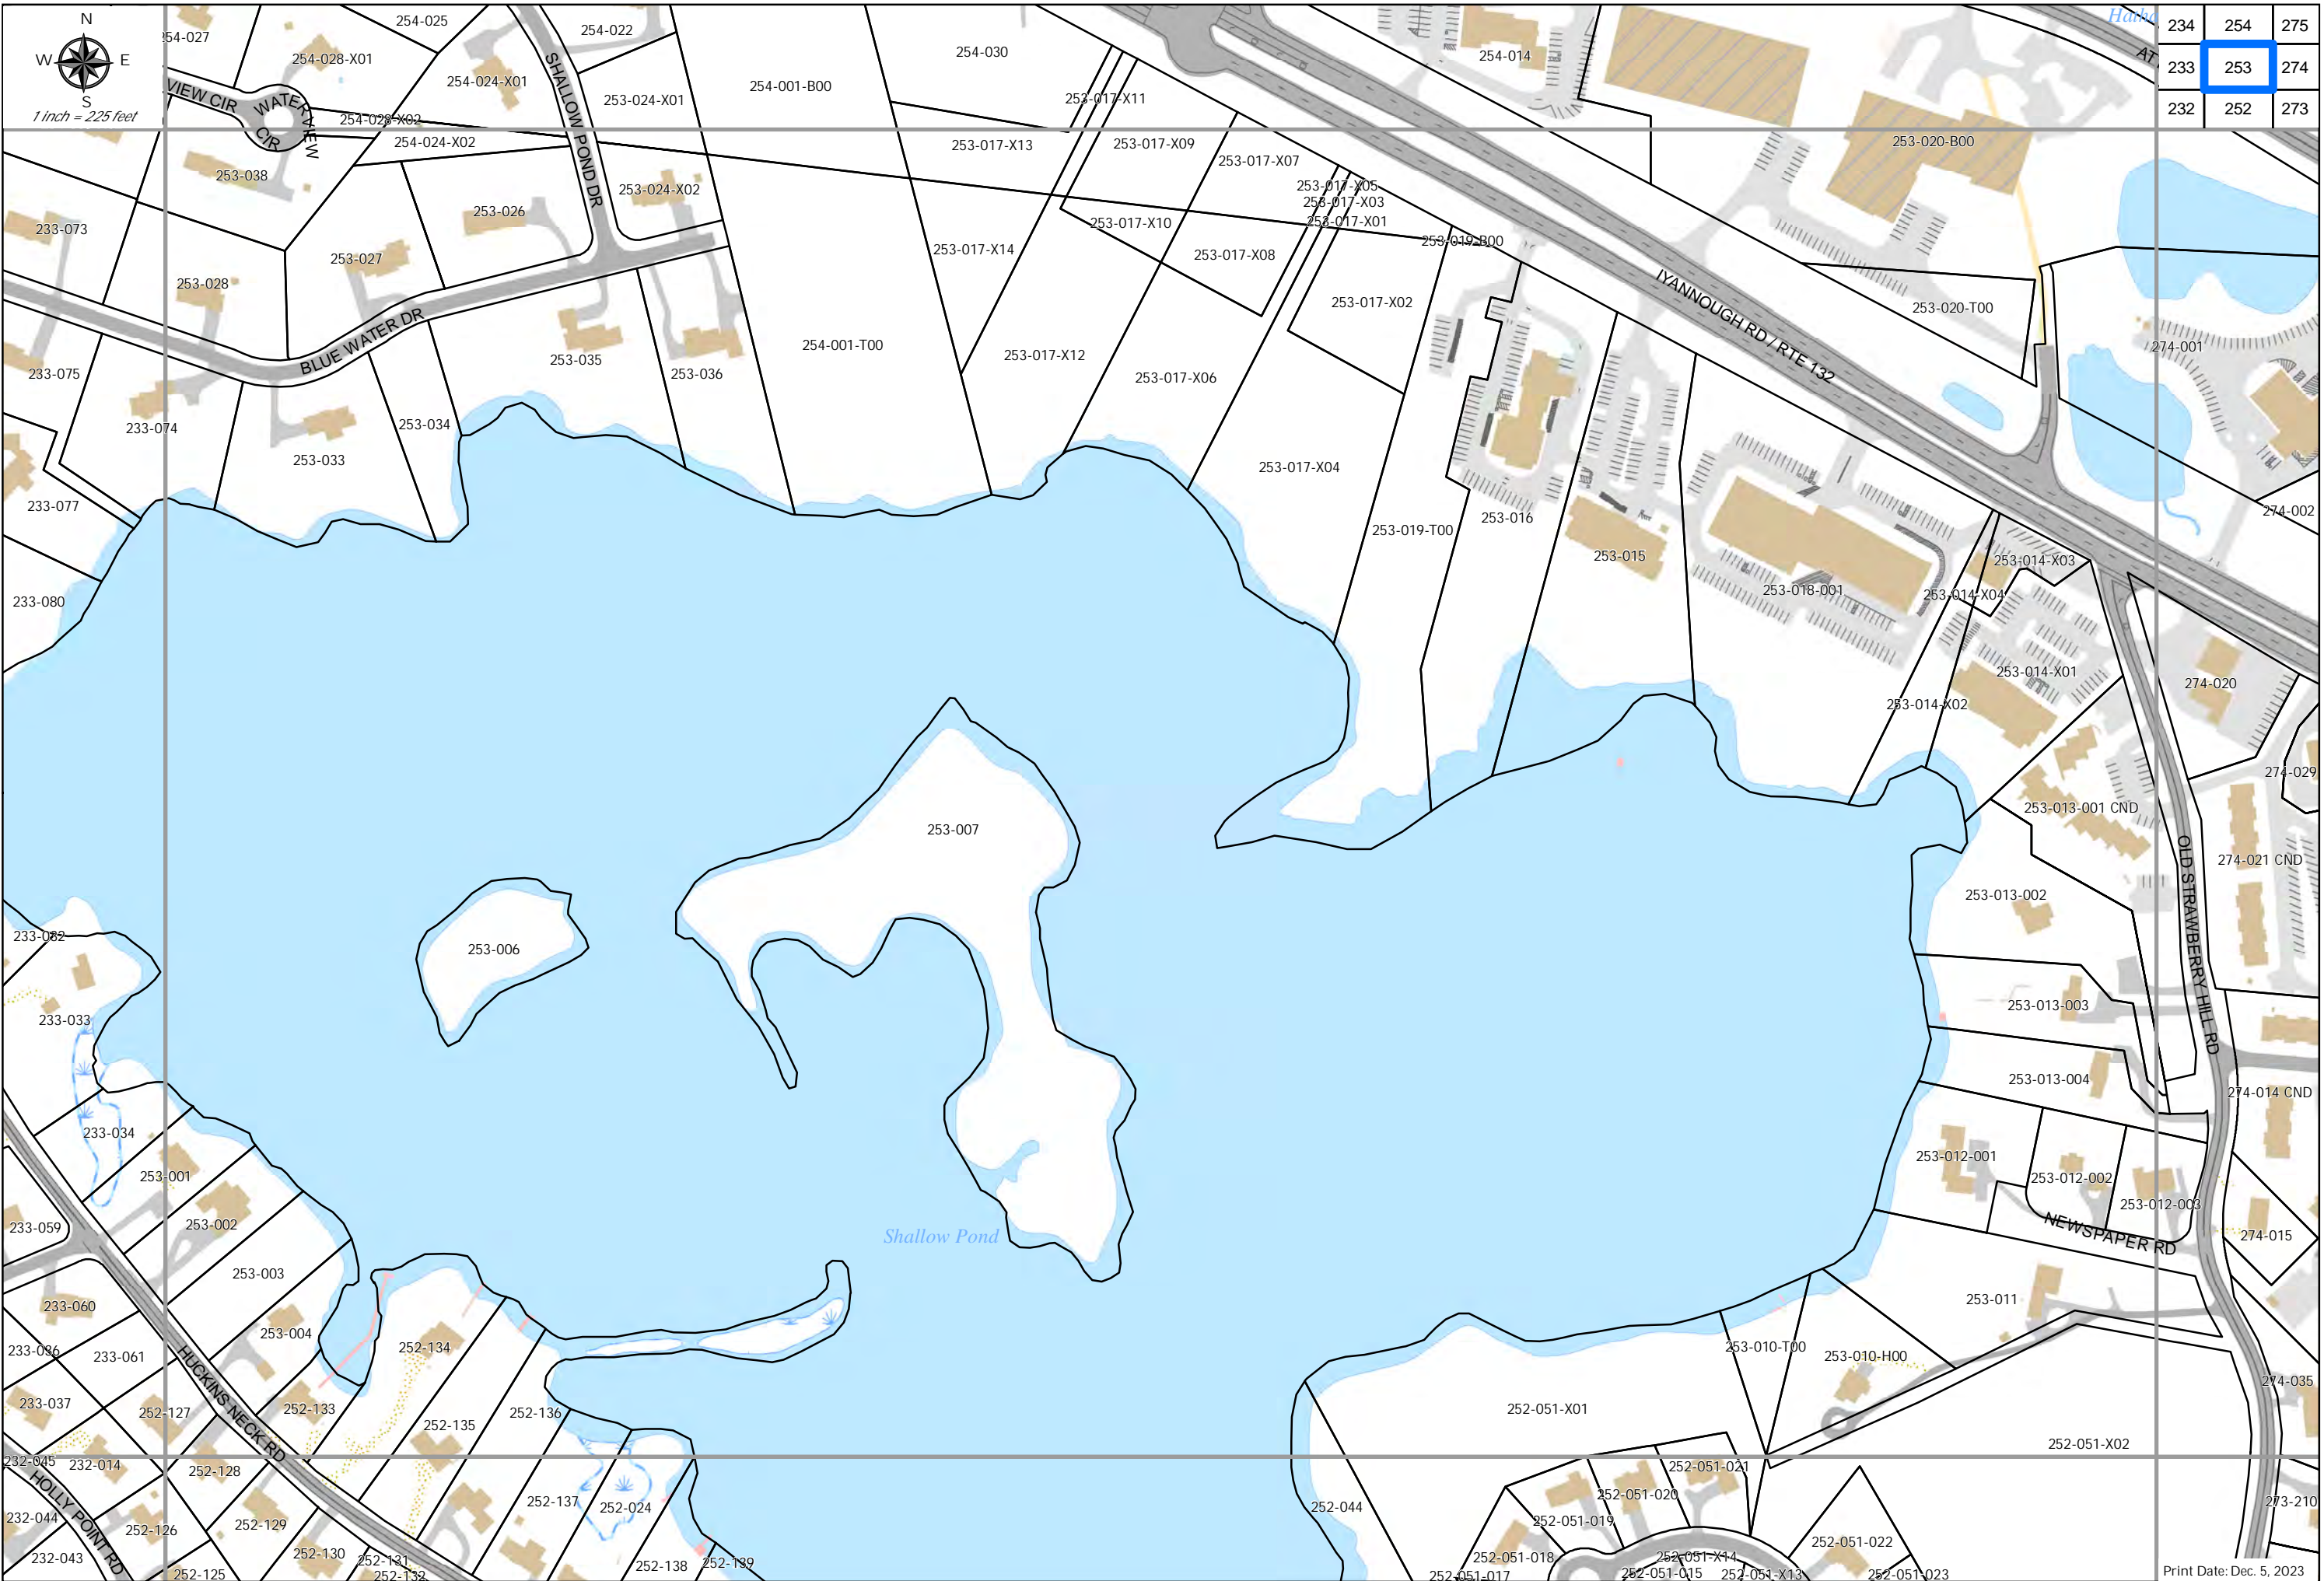 N
W E
S
1 inch = 225 feet
234 254 275
233 253 274
232 252 273
254-027
254-025
254-028-X01
254-024-X01
254-022
254-030
254-014
253-024-X01
254-001-B00
253-017-X11
VIEW CIR
WATERVIEW CIR
SHALLOW POND DR
254-028-X02
254-024-X02
253-017-X13
253-017-X09
253-017-X07
253-020-B00
253-038
253-024-X02
253-017-X05
253-017-X03
253-017-X01
253-026
253-017-X10
253-019-B00
233-073
253-027
253-017-X14
253-017-X08
253-028
253-017-X02
253-020-T00
IYANNOUGH RD / RTE 132
BLUE WATER DR
254-001-T00
253-035
253-036
253-017-X12
253-017-X06
274-001
233-075
233-074
253-034
253-033
253-017-X04
233-077
253-019-T00
253-016
253-015
274-002
253-014-X03
253-018-001
253-014-X04
233-080
253-014-X01
253-014-X02
274-020
274-029
253-007
253-013-001 CND
OLD STRAWBERRY HILL RD
274-021 CND
253-013-002
233-082
253-006
253-013-003
233-033
253-013-004
274-014 CND
233-034
253-001
253-012-001
253-012-002
253-012-003
NEWSPAPER RD
233-059
253-002
Shallow Pond
274-015
253-003
233-060
253-011
253-004
233-036
233-061
252-134
253-010-T00
253-010-H00
HUCKINS NECK RD
233-037
252-127
252-133
252-135
252-136
252-051-X01
274-035
252-051-X02
232-045
232-014
252-128
252-051-021
HOLLY POINT RD
252-137
252-024
252-044
252-051-020
273-210
232-044
252-126
252-129
252-051-019
252-051-022
232-043
252-130
252-131
252-132
252-125
252-138
252-139
252-051-018
252-051-017
252-051-X14
252-051-015
252-051-X13
252-051-023
Print Date: Dec. 5, 2023